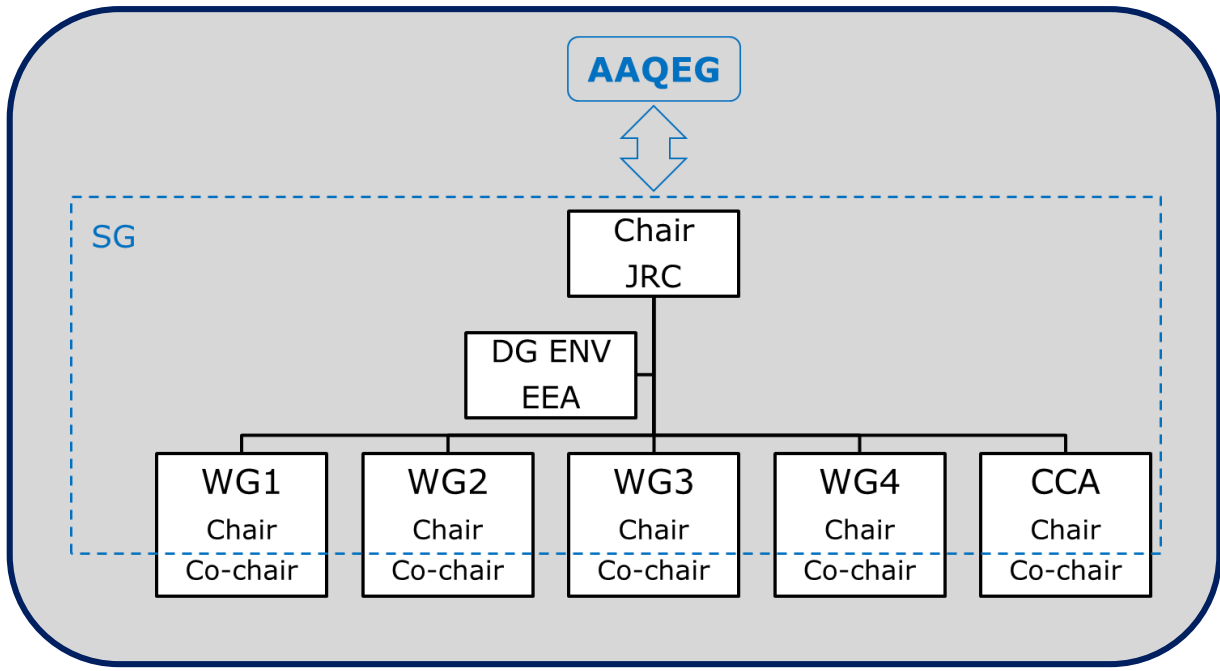 AAQEG
SG
Chair
JRC
DG ENV
EEA
WG1
Chair
Co-chair
WG2
Chair
Co-chair
WG3
Chair
Co-chair
WG4
Chair
Co-chair
CCA
Chair
Co-chair